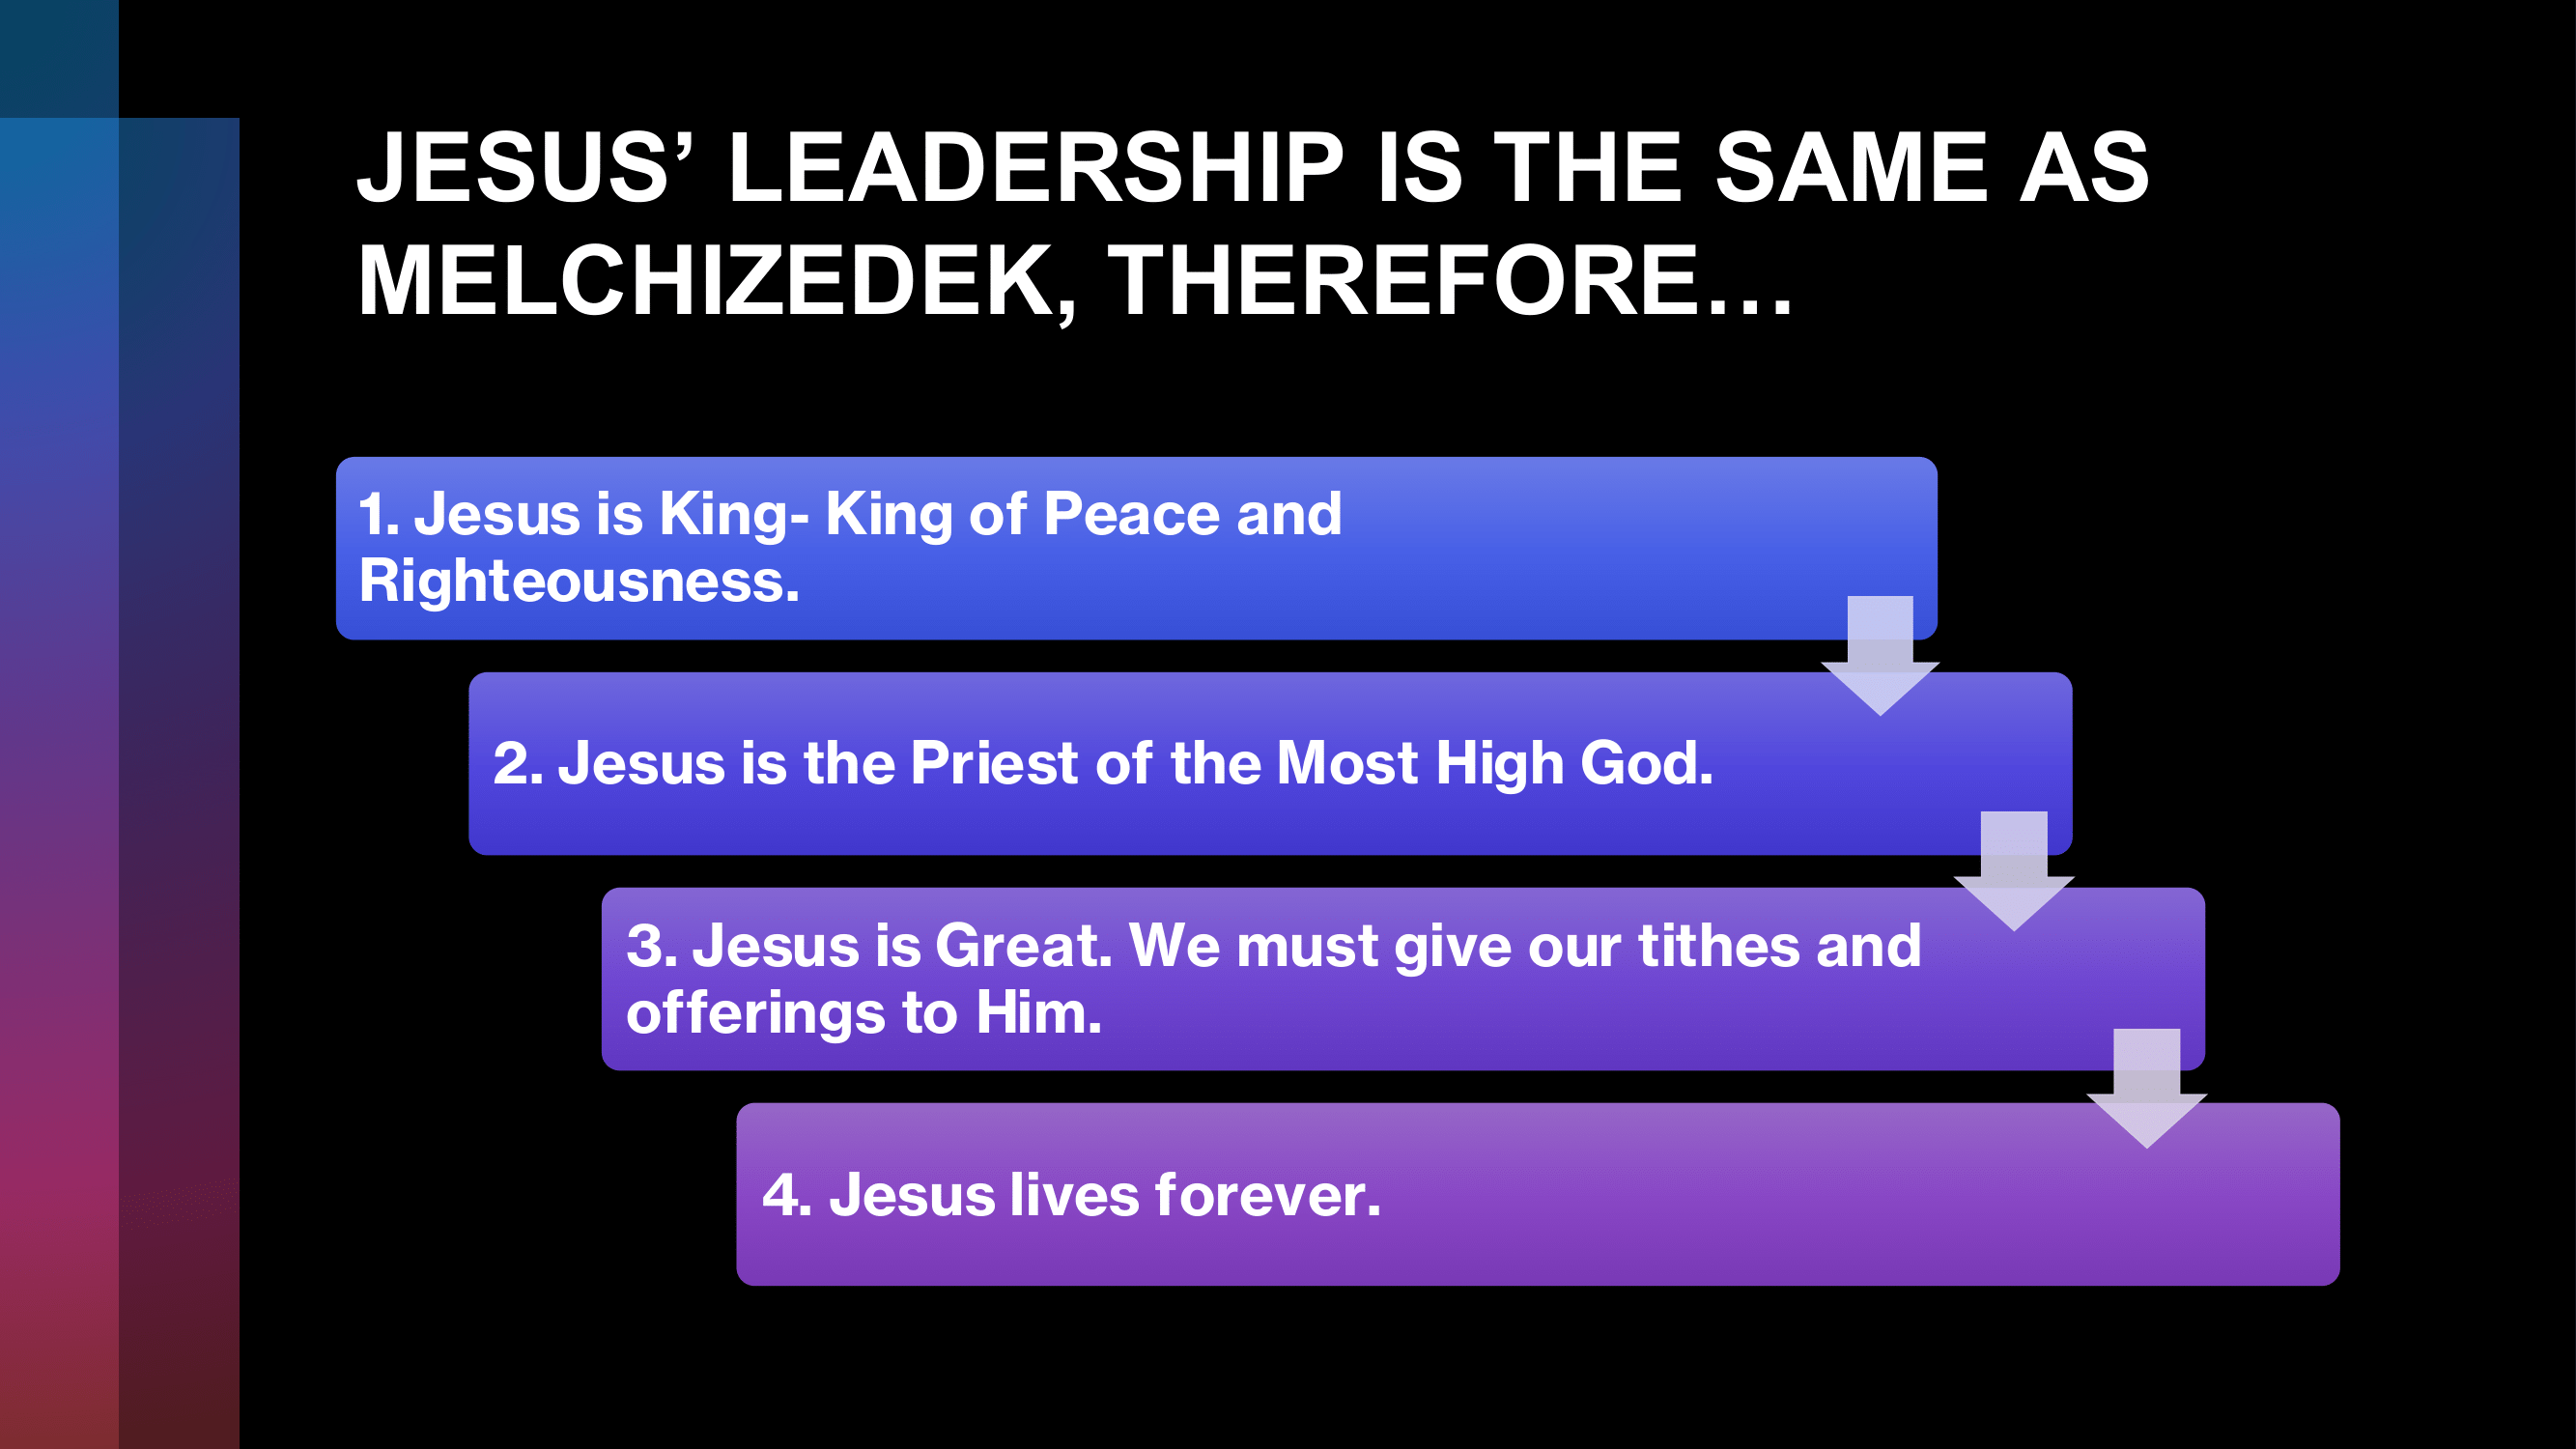 JESUS’ LEADERSHIP IS THE SAME AS
MELCHIZEDEK, THEREFORE…
1. Jesus is King- King of Peace and
Righteousness.
2. Jesus is the Priest of the Most High God.
3. Jesus is Great. We must give our tithes and
offerings to Him.
4. Jesus lives forever.